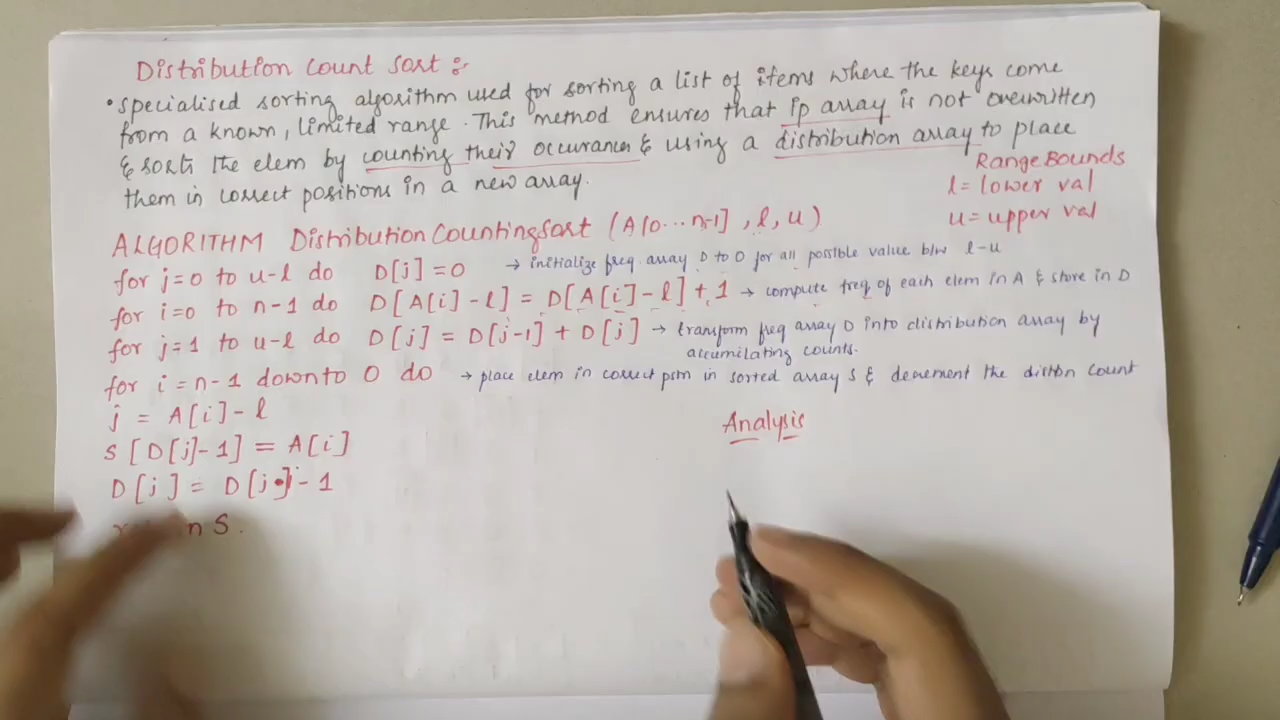 Distribution Count Sort :-
• specialised sorting algorithm used for sorting a list of items where the keys come
from a known, limited range. This method ensures that ip array is not overwritten
& sorts the elem by counting their occurances & using a distribution array to place
them in correct positions in a new array.
Range Bounds
l = lower val
u = upper val
ALGORITHM Distribution Counting Sort (A[0...n-1], l, u)
for j=0 to u-l do D[j]=0 → initialize freq. array D to 0 for all possible value b/w l-u
for i=0 to n-1 do D[A[i]-l] = D[A[i]-l]+1 → compute freq of each elem in A & store in D
for j=1 to u-l do D[j] = D[j-1] + D[j] → transform freq array D into distribution array by
accumilating counts.
for i = n-1 downto 0 do → place elem in correct pstn in sorted array S & decrement the distbn count
j = A[i]-l
S[D[j]-1] = A[i]
D[j] = D[j]-1
S.
Analysis